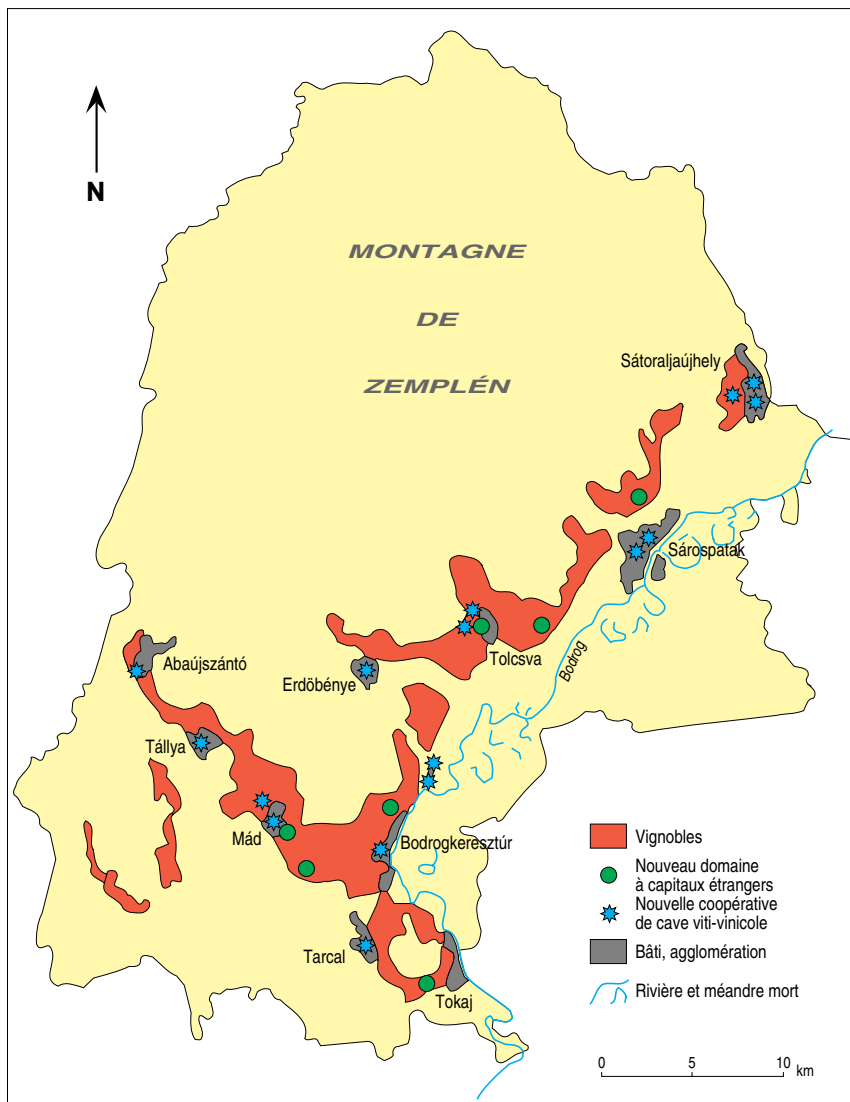 N
MONTAGNE
DE
ZEMPLÉN
Sátoraljaújhely
Sárospatak
Abaújszántó
Erdöbénye
Tolcsva
Bodrog
Tállya
Mád
Bodrogkeresztúr
Tarcal
Tokaj
Vignobles
Nouveau domaine
à capitaux étrangers
Nouvelle coopérative
de cave viti-vinicole
Bâti, agglomération
Rivière et méandre mort
0 5 10
km